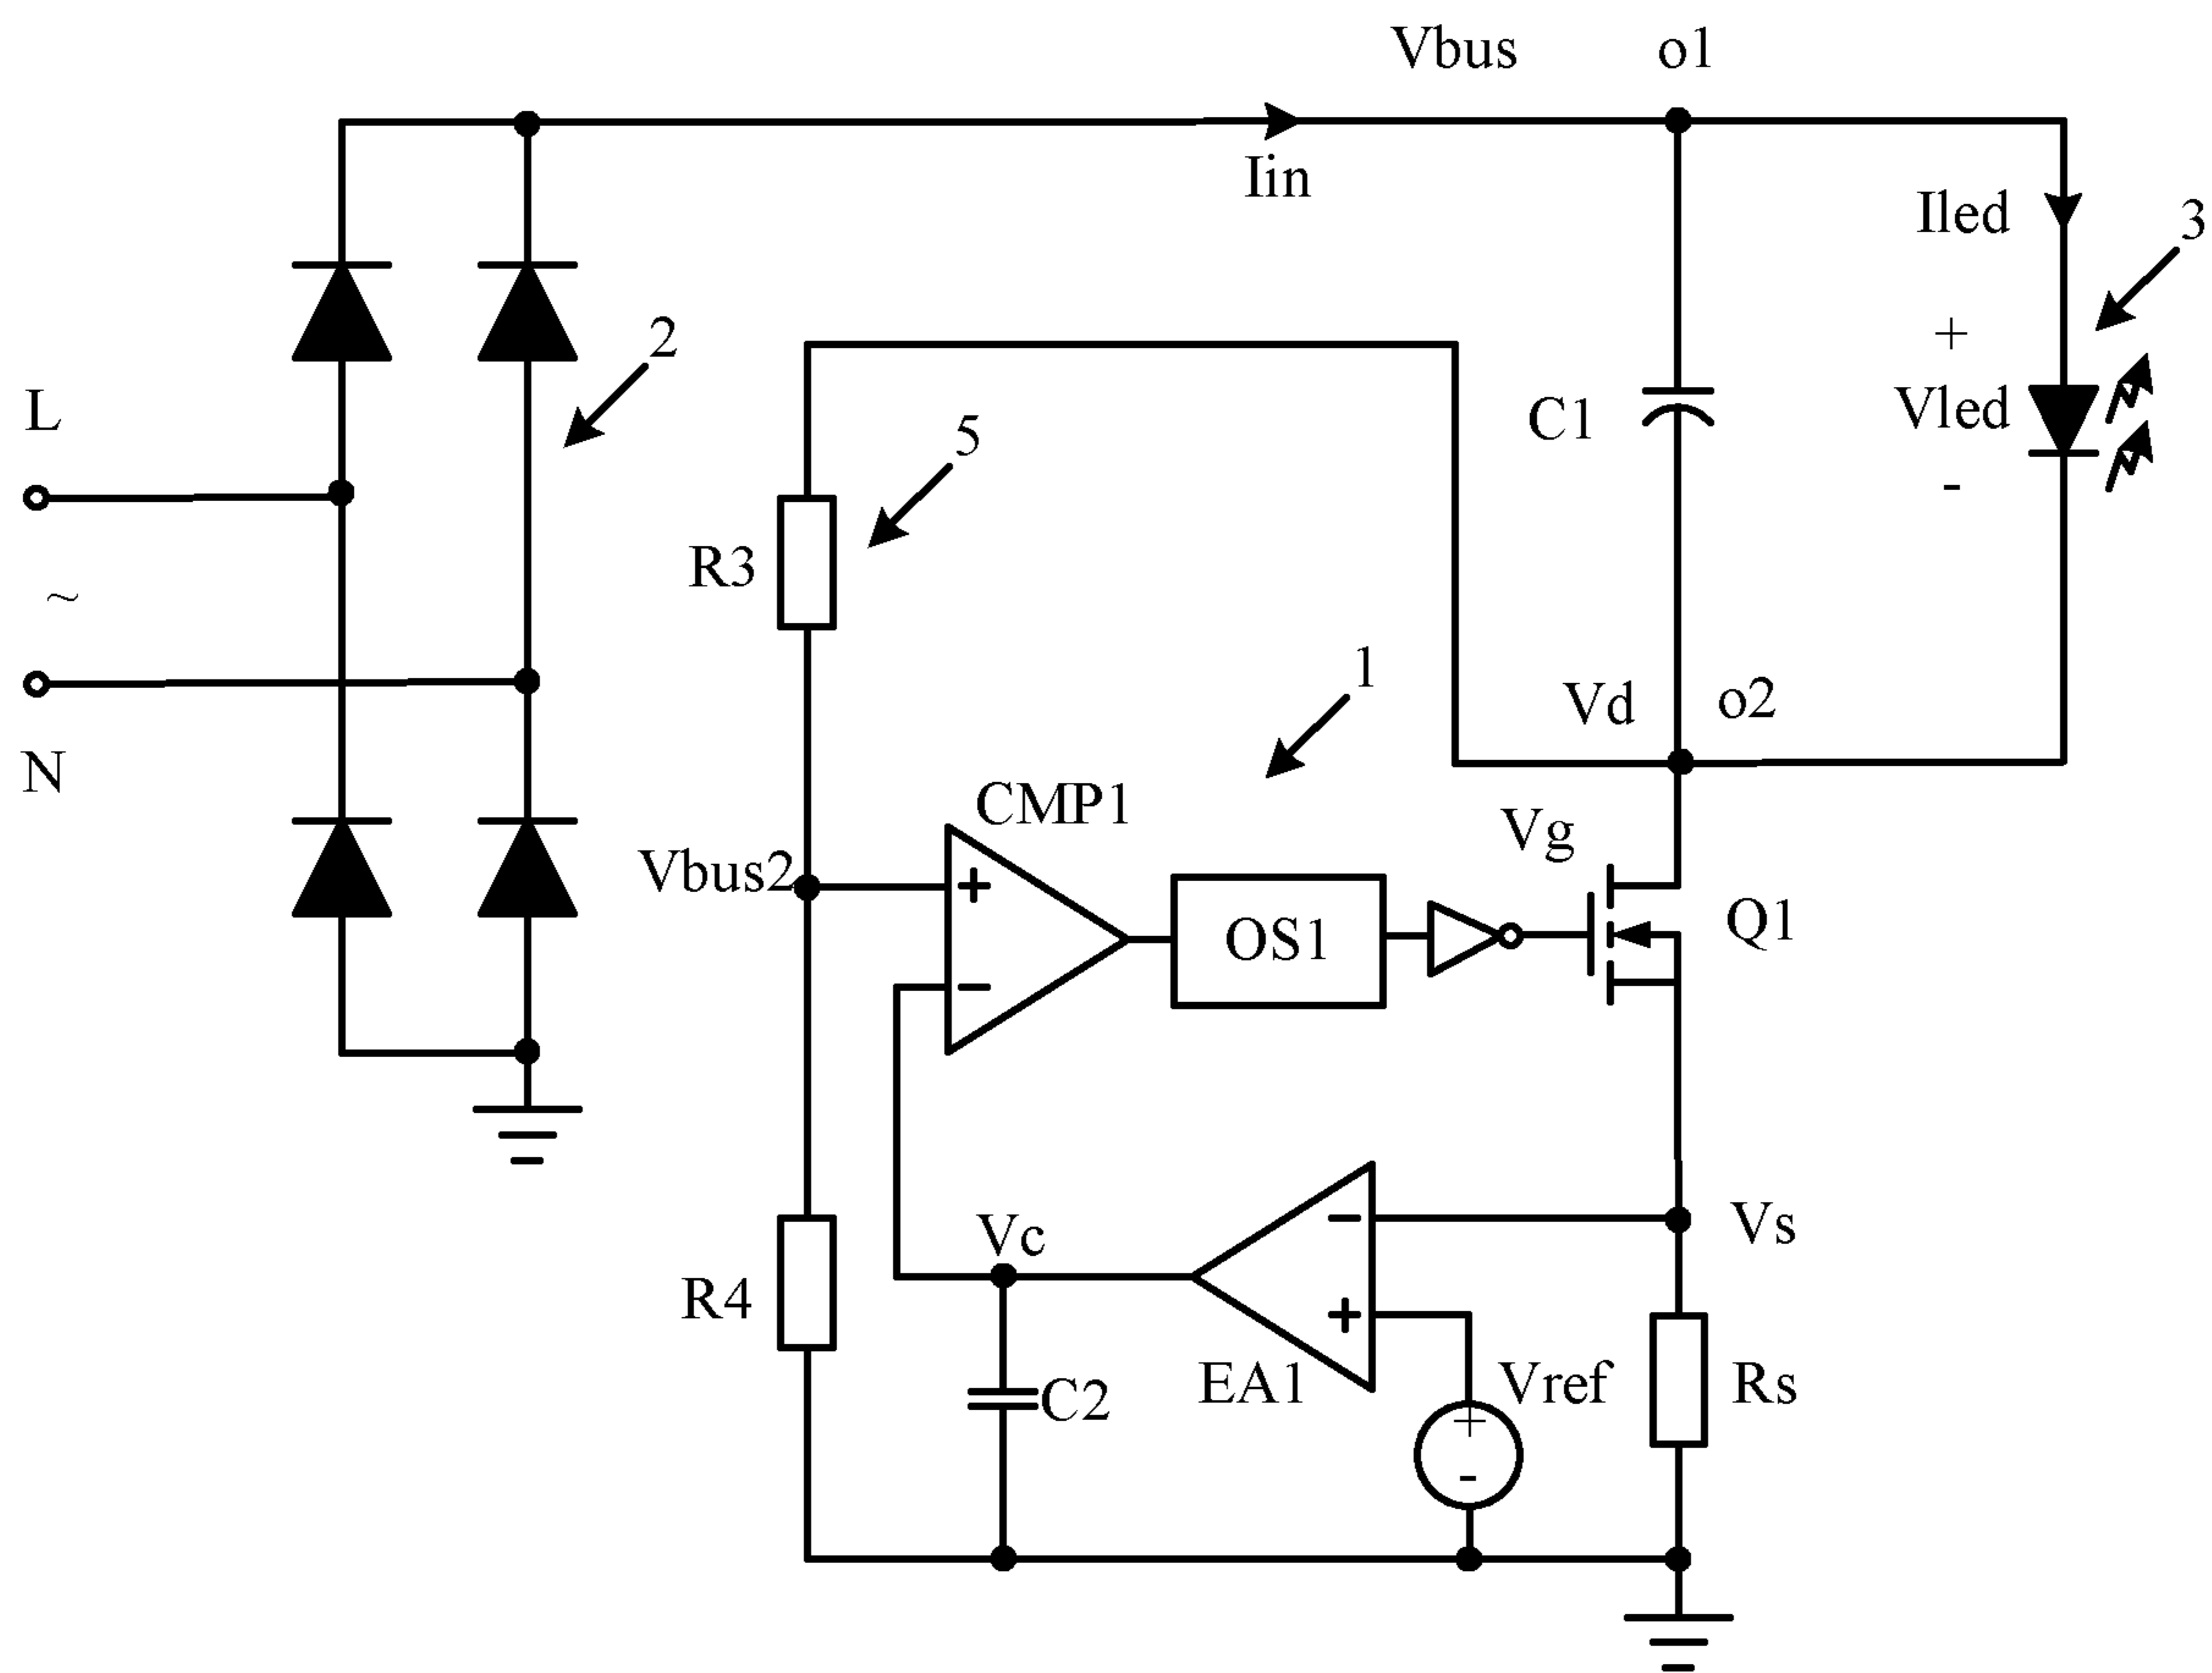 Vbus
o1
Iin
Iled
3
+
Vled
-
2
L
5
C1
R3
~
1
Vd
o2
N
CMP1
Vg
Vbus2
+
OS1
Q1
-
Vc
-
Vs
R4
+
EA1
Vref
Rs
C2
+
-